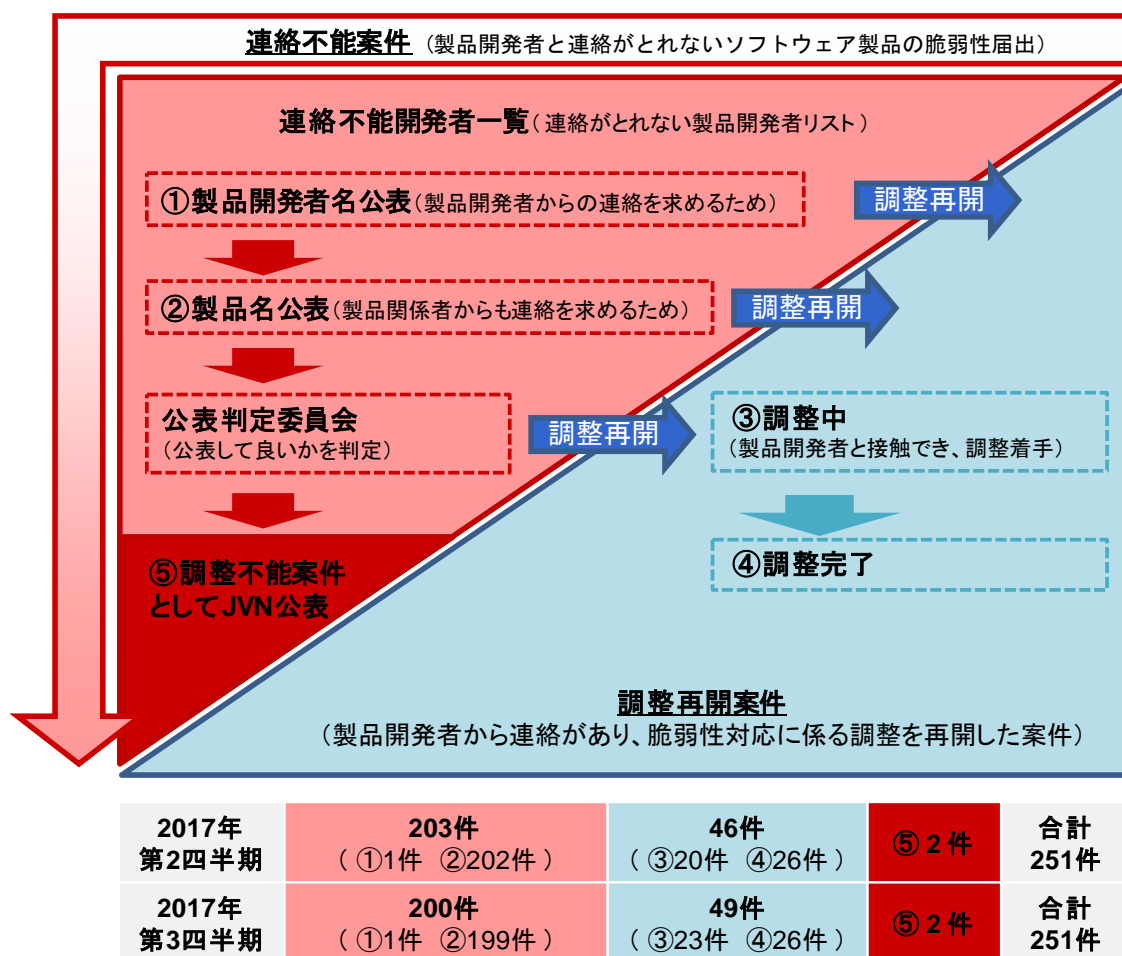 連絡不能案件 (製品開発者と連絡がとれないソフトウェア製品の脆弱性届出)
連絡不能開発者一覧(連絡がとれない製品開発者リスト)
①製品開発者名公表(製品開発者からの連絡を求めるため)
調整再開
②製品名公表(製品関係者からも連絡を求めるため)
調整再開
公表判定委員会
(公表して良いかを判定)
調整再開
③調整中
(製品開発者と接触でき、調整着手)
④調整完了
⑤調整不能案件
としてJVN公表
調整再開案件
(製品開発者から連絡があり、脆弱性対応に係る調整を再開した案件)
2017年
第2四半期
203件
( ①1件 ②202件 )
46件
( ③20件 ④26件 )
⑤ 2 件
合計
251件
2017年
第3四半期
200件
( ①1件 ②199件 )
49件
( ③23件 ④26件 )
⑤ 2 件
合計
251件